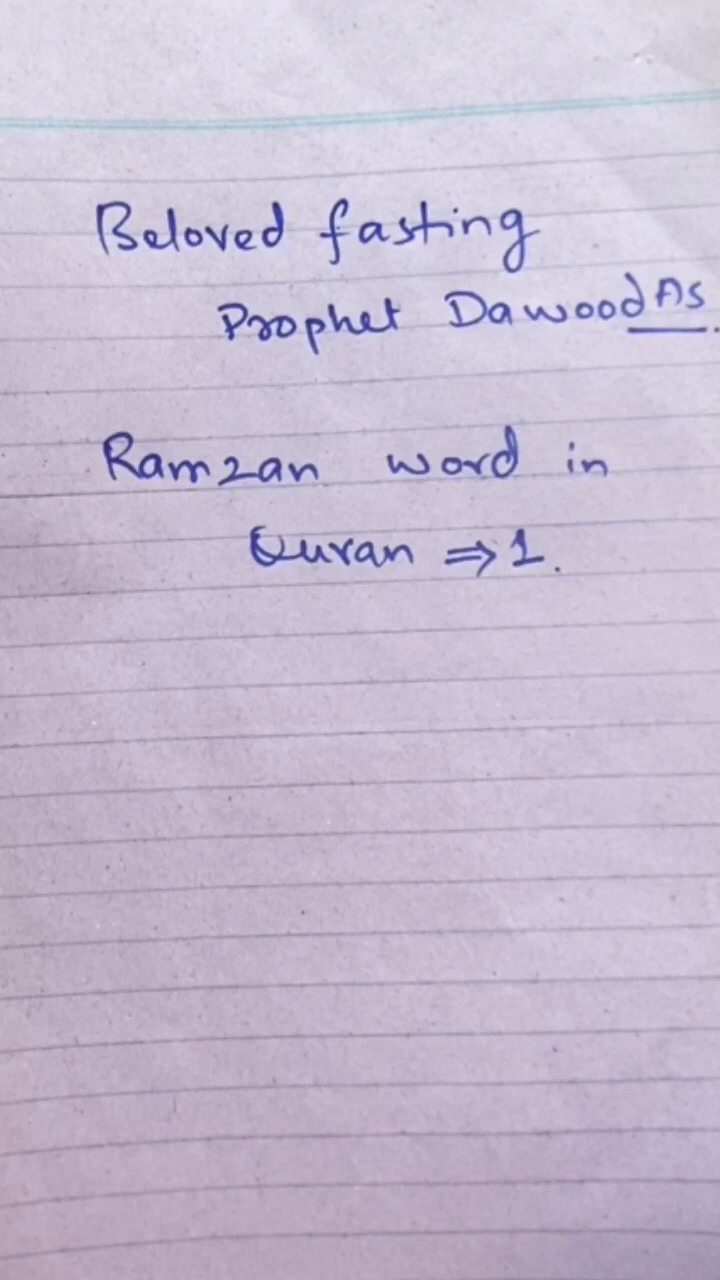 Beloved fasting
Prophet Dawood AS.
Ramzan word in
Quran ⇒ 1.